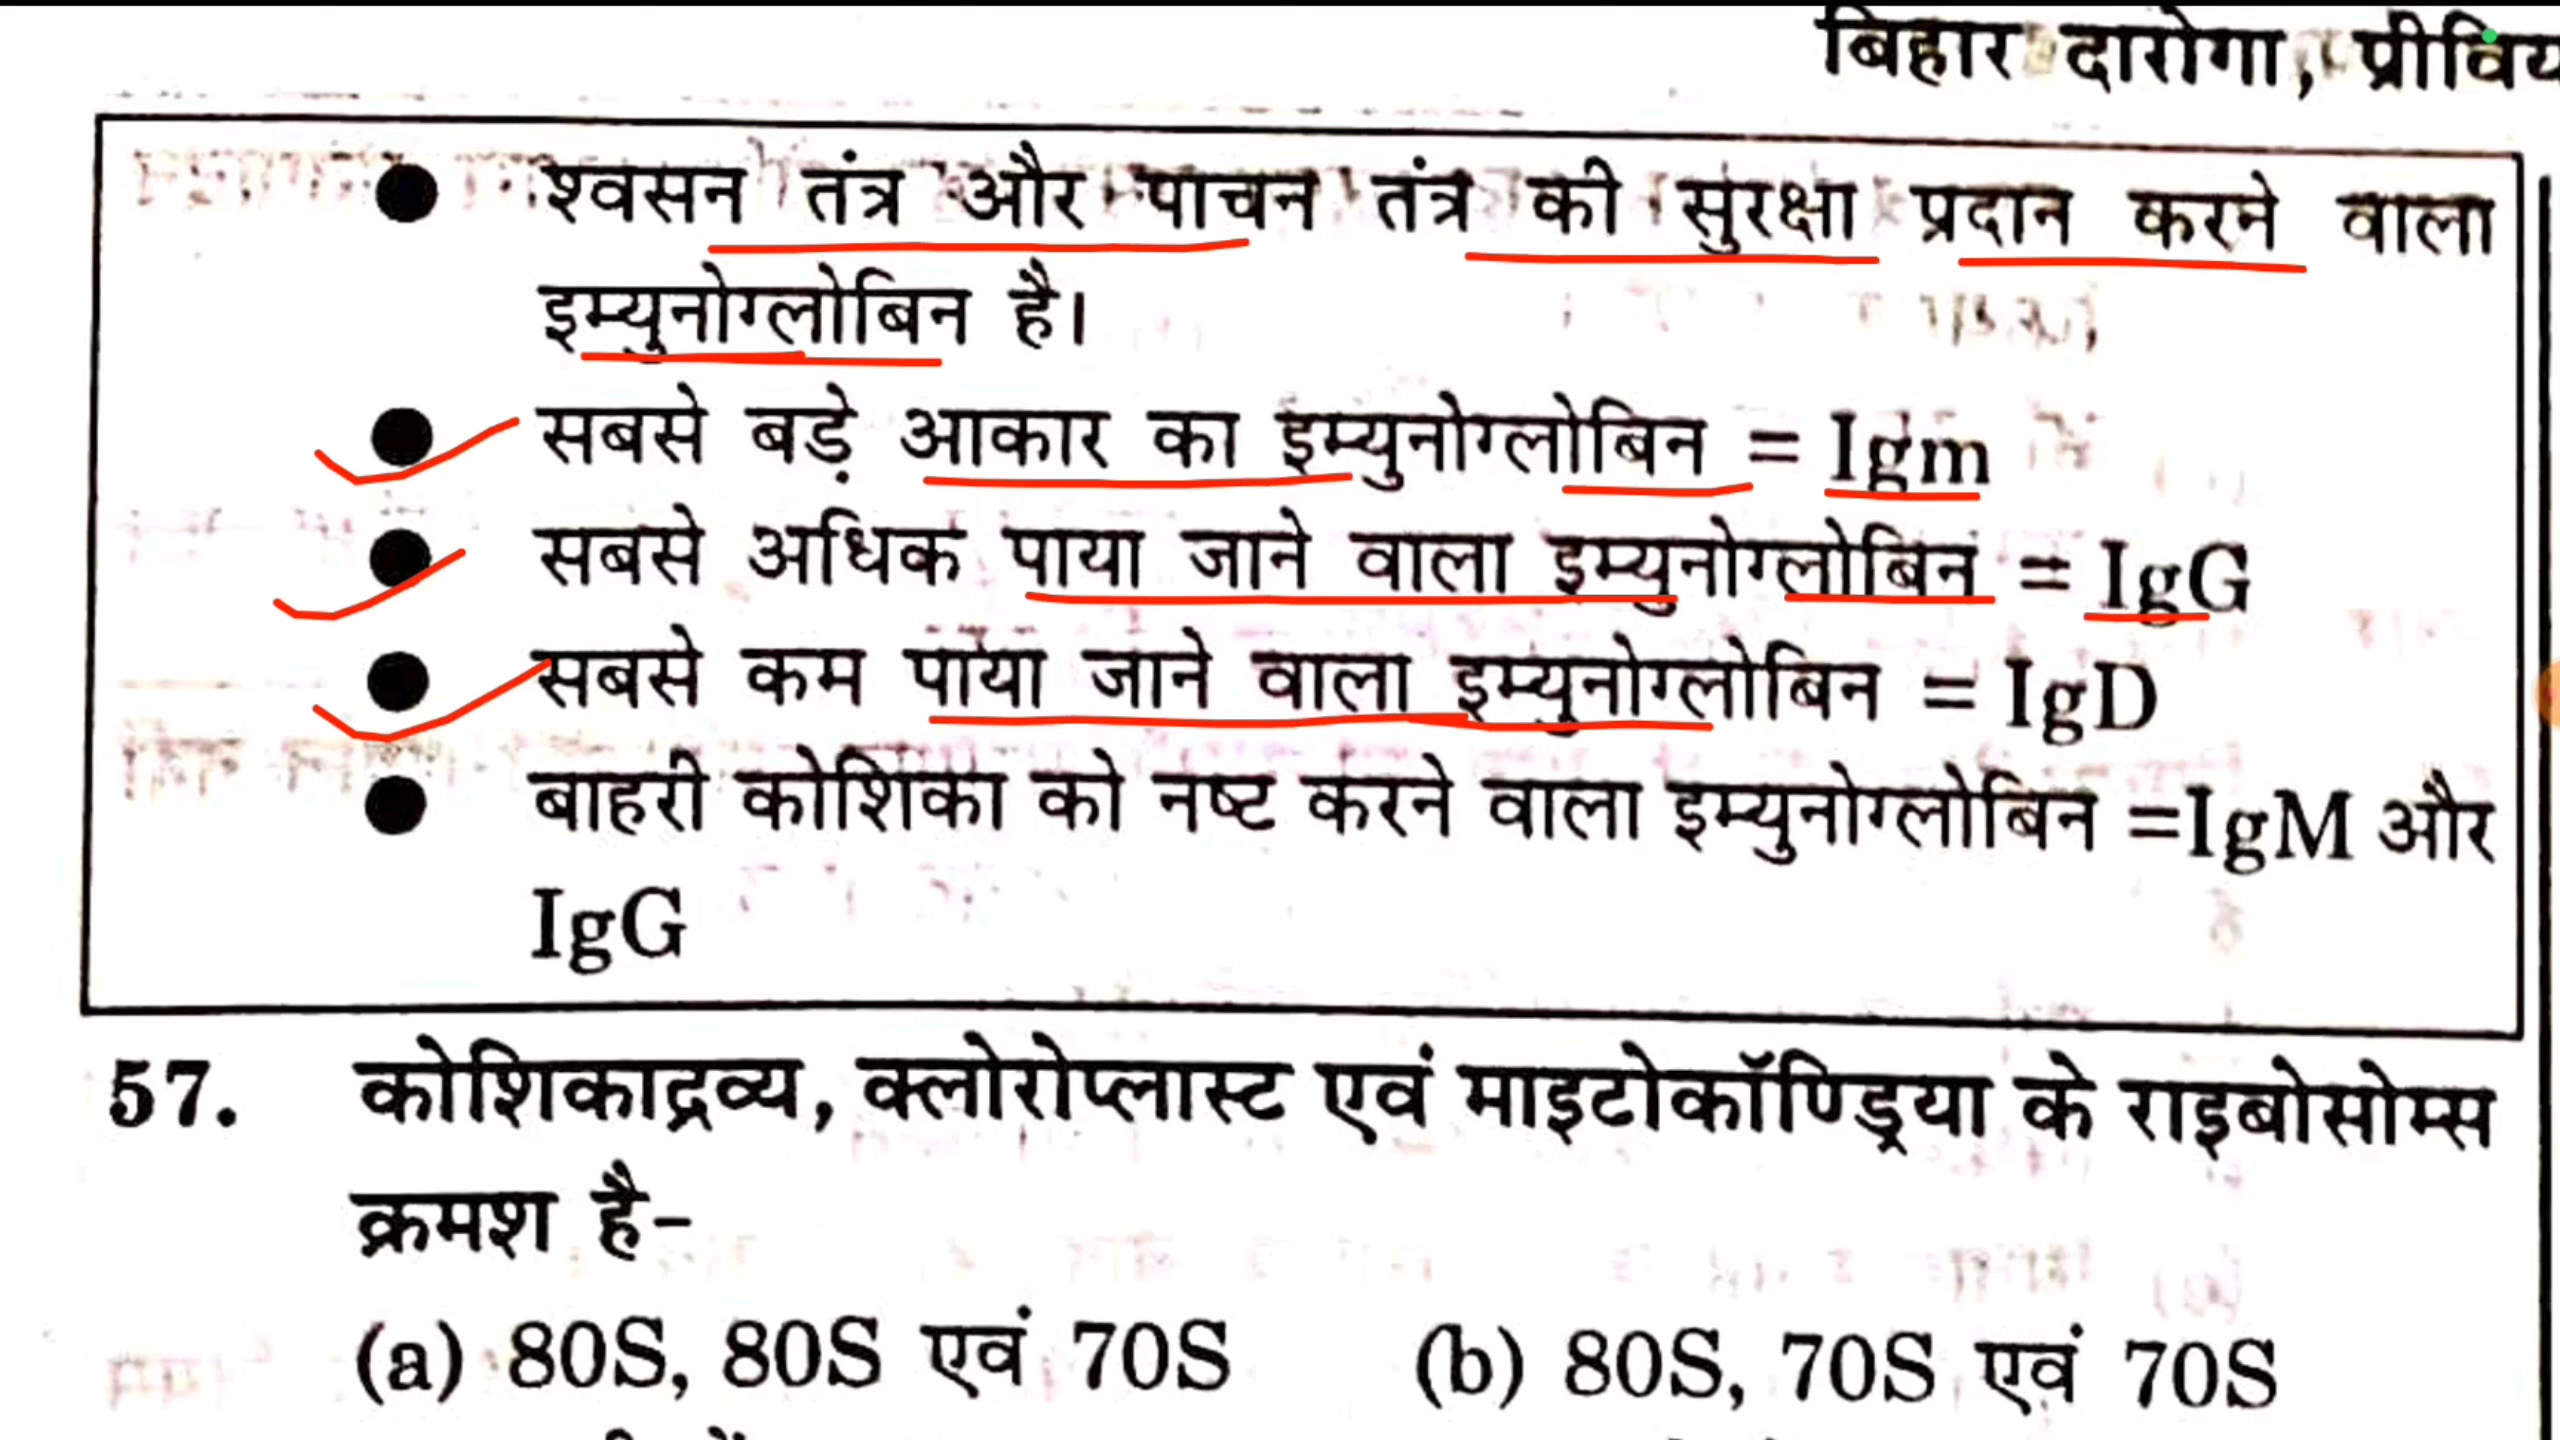 बिहार दारोगा, प्रीविय
● श्वसन तंत्र और पाचन तंत्र की सुरक्षा प्रदान करने वाला
इम्युनोग्लोबिन है।
● सबसे बड़े आकार का इम्युनोग्लोबिन = Igm
● सबसे अधिक पाया जाने वाला इम्युनोग्लोबिन = IgG
● सबसे कम पाया जाने वाला इम्युनोग्लोबिन = IgD
● बाहरी कोशिका को नष्ट करने वाला इम्युनोग्लोबिन =IgM और
IgG
57. कोशिकाद्रव्य, क्लोरोप्लास्ट एवं माइटोकॉण्ड्रिया के राइबोसोम्स
क्रमश है-
(a) 80S, 80S एवं 70S (b) 80S, 70S एवं 70S